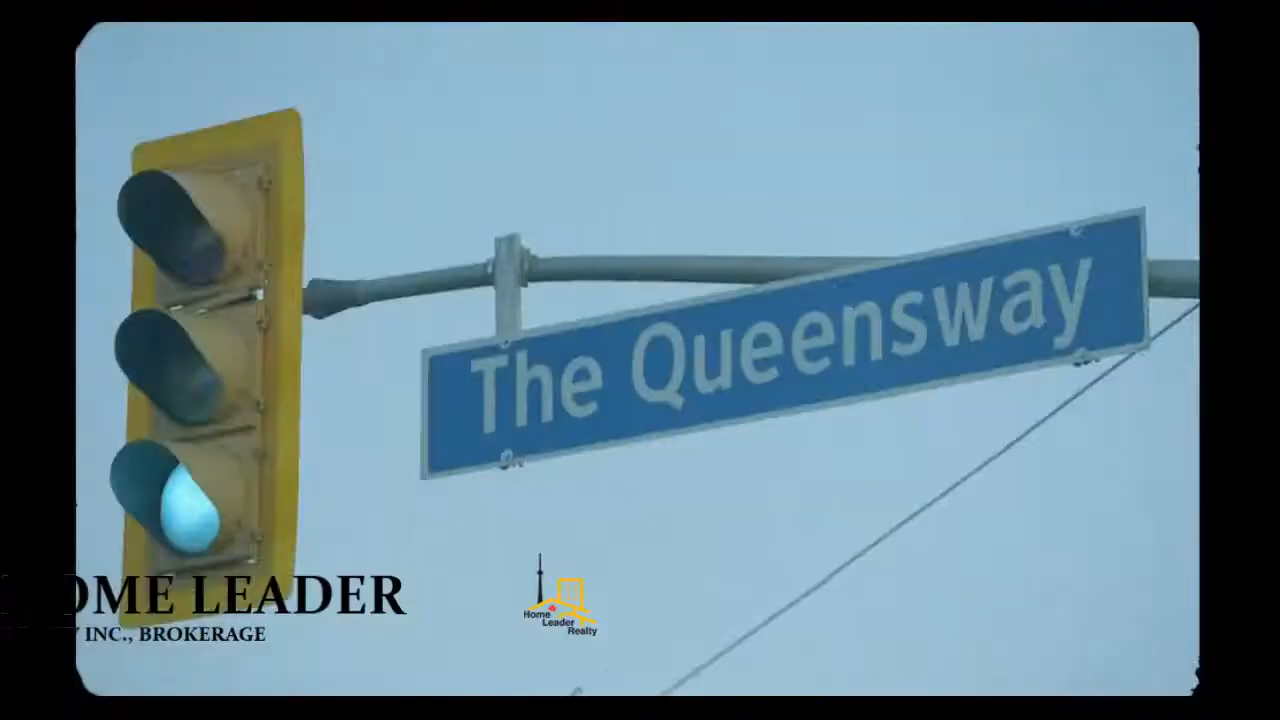 The Queensway
OME LEADER
INC., BROKERAGE
Home
Leader
Realty